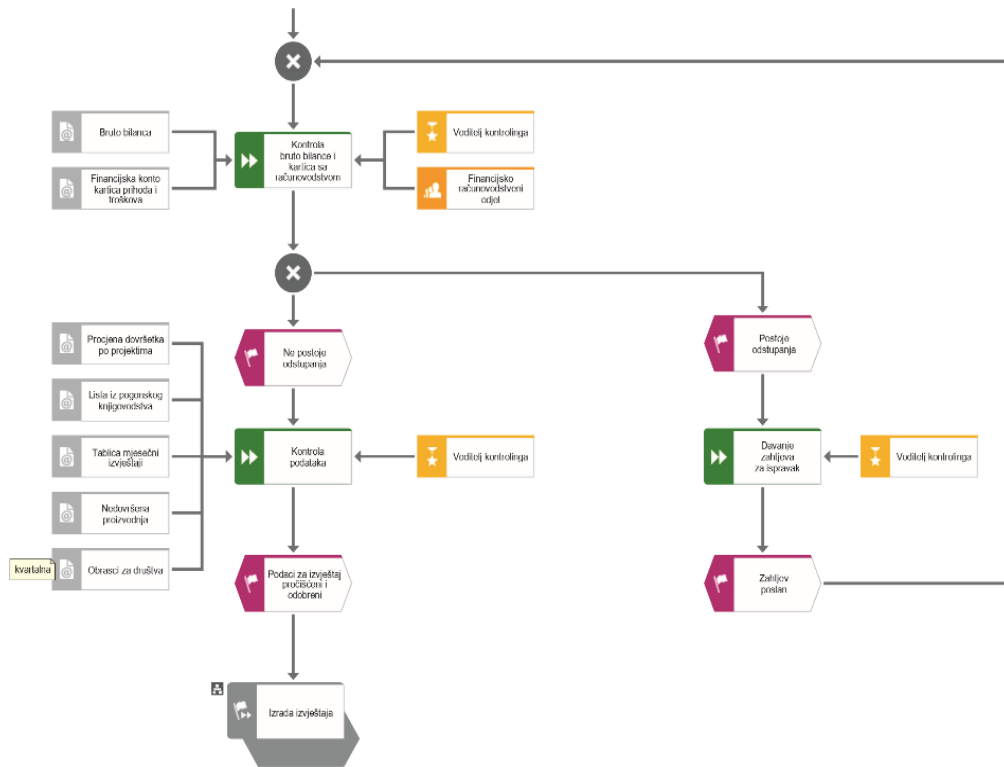 Bruto bilanca
Financijska konto
kartica prihoda i
troškova
Kontrola
bruto bilance i
kartica sa
računovodstvom
Voditelj kontrolinga
Financijsko
računovodstveni
odjel
Procjena dovršetka
po projektima
Lista iz pogonskog
knjigovodstva
Tablica mjesečni
izvještaji
Nedovršena
proizvodnja
kvartalna
Obrasci za društva
Ne postoje
odstupanja
Kontrola
podataka
Voditelj kontrolinga
Podaci za izvještaj
pročišćeni i
odobreni
Izrada izvještaja
Postoje
odstupanja
Davanje
zahtjeva
za ispravak
Voditelj kontrolinga
Zahtjev
poslan